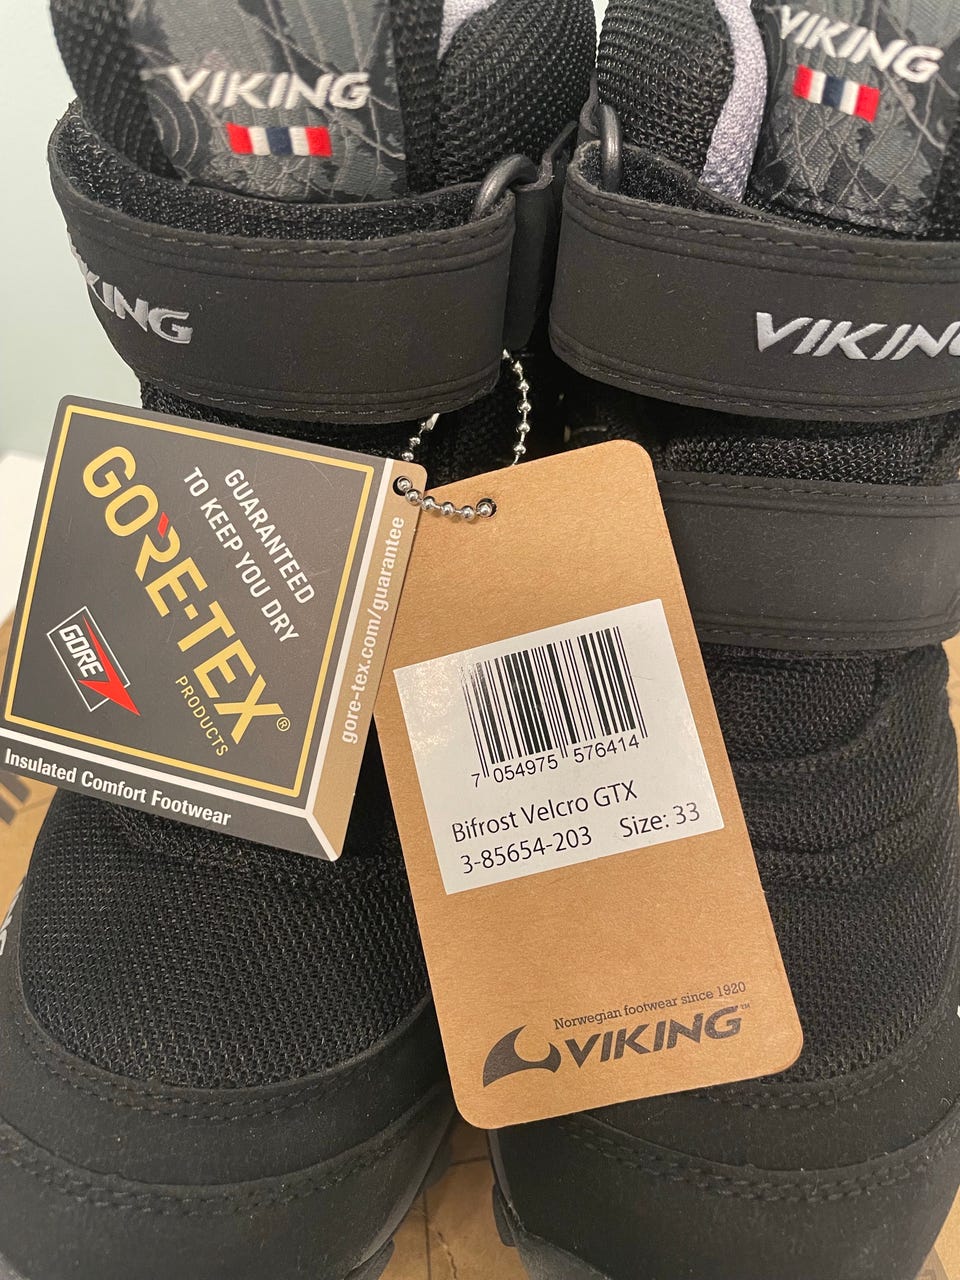 VIKING
VIKING
VIKING
VIKING
GUARANTEED
TO KEEP YOU DRY
GORE-TEX®
PRODUCTS
GORE
Insulated Comfort Footwear
gore-tex.com/guarantee
7 054975 576414
Bifrost Velcro GTX
3-85654-203 Size: 33
Norwegian footwear since 1920
VIKING™